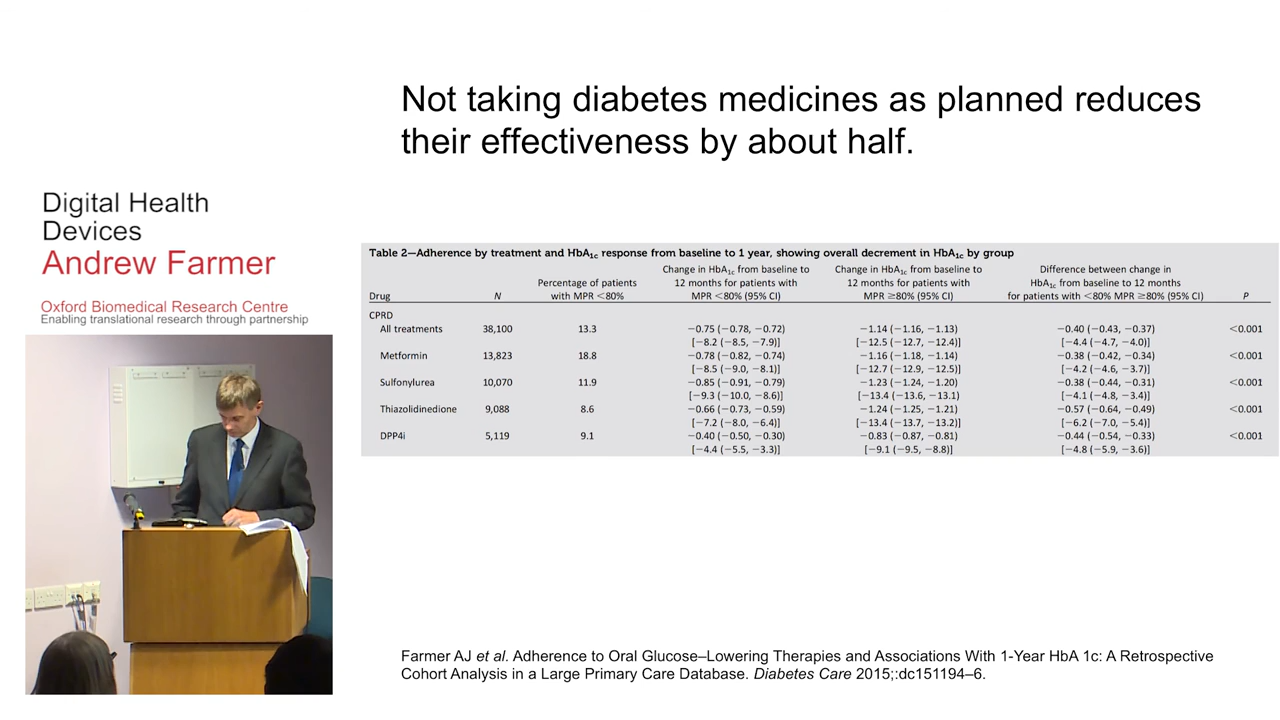 Not taking diabetes medicines as planned reduces
their effectiveness by about half.
Digital Health
Devices
Andrew Farmer
Oxford Biomedical Research Centre
Enabling translational research through partnership
Table 2—Adherence by treatment and HbA1c response from baseline to 1 year, showing overall decrement in HbA1c by group
Change in HbA1c from baseline to Change in HbA1c from baseline to Difference between change in
Percentage of patients 12 months for patients with 12 months for patients with HbA1c from baseline to 12 months
Drug N with MPR <80% MPR <80% (95% CI) MPR ≥80% (95% CI) for patients with <80% MPR ≥80% (95% CI) P
CPRD
All treatments 38,100 13.3 −0.75 (−0.78, −0.72) −1.14 (−1.16, −1.13) −0.40 (−0.43, −0.37) <0.001
[−8.2 (−8.5, −7.9)] [−12.5 (−12.7, −12.4)] [−4.4 (−4.7, −4.0)]
Metformin 13,823 18.8 −0.78 (−0.82, −0.74) −1.16 (−1.18, −1.14) −0.38 (−0.42, −0.34) <0.001
[−8.5 (−9.0, −8.1)] [−12.7 (−12.9, −12.5)] [−4.2 (−4.6, −3.7)]
Sulfonylurea 10,070 11.9 −0.85 (−0.91, −0.79) −1.23 (−1.24, −1.20) −0.38 (−0.44, −0.31) <0.001
[−9.3 (−10.0, −8.6)] [−13.4 (−13.6, −13.1) [−4.1 (−4.8, −3.4)]
Thiazolidinedione 9,088 8.6 −0.66 (−0.73, −0.59) −1.24 (−1.25, −1.21) −0.57 (−0.64, −0.49) <0.001
[−7.2 (−8.0, −6.4)] [−13.4 (−13.7, −13.2)] [−6.2 (−7.0, −5.4)]
DPP4i 5,119 9.1 −0.40 (−0.50, −0.30) −0.83 (−0.87, −0.81) −0.44 (−0.54, −0.33) <0.001
[−4.4 (−5.5, −3.3)] [−9.1 (−9.5, −8.8)] [−4.8 (−5.9, −3.6)]
Farmer AJ et al. Adherence to Oral Glucose–Lowering Therapies and Associations With 1-Year HbA 1c: A Retrospective
Cohort Analysis in a Large Primary Care Database. Diabetes Care 2015;:dc151194–6.